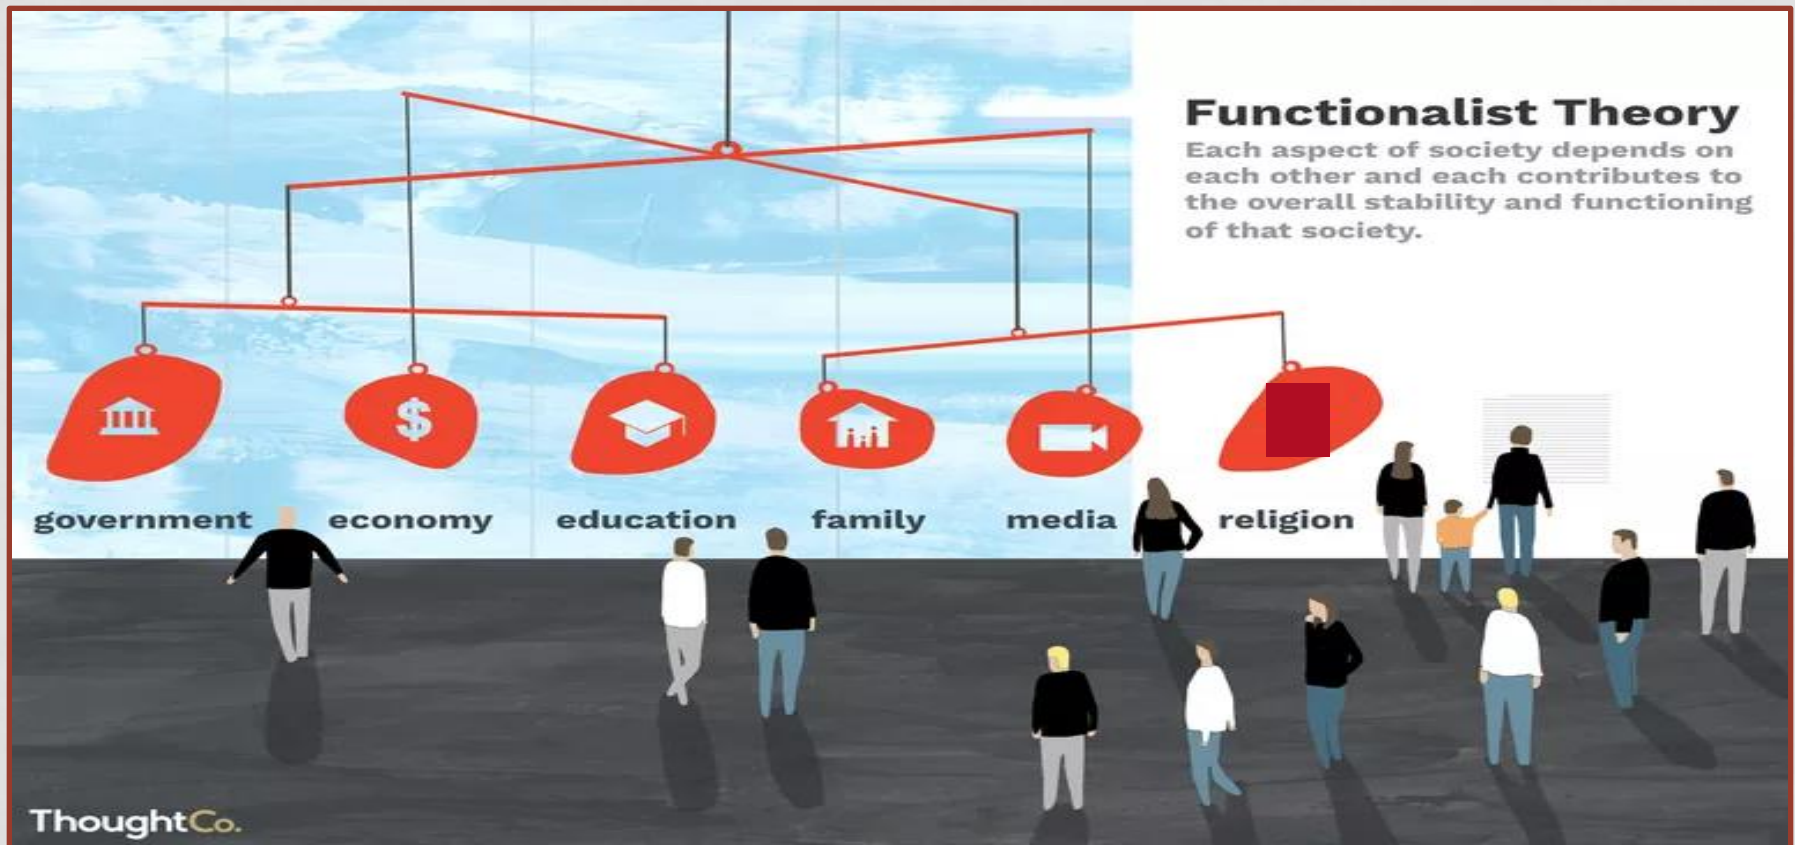 Functionalist Theory
Each aspect of society depends on
each other and each contributes to
the overall stability and functioning
of that society.
government economy education family media religion
ThoughtCo.